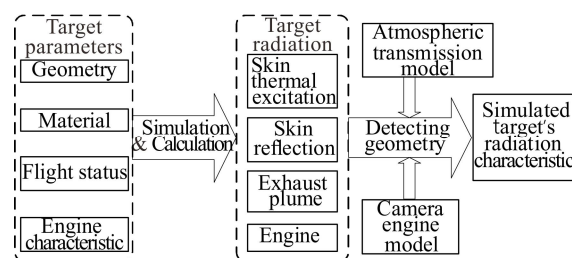 Target
parameters
Geometry
Material
Flight status
Engine
characteristic
Simulation
& Calculation
Target
radiation
Skin
thermal
excitation
Skin
reflection
Exhaust
plume
Engine
Atmospheric
transmission
model
Detecting
geometry
Camera
engine
model
Simulated
target's
radiation
characteristic